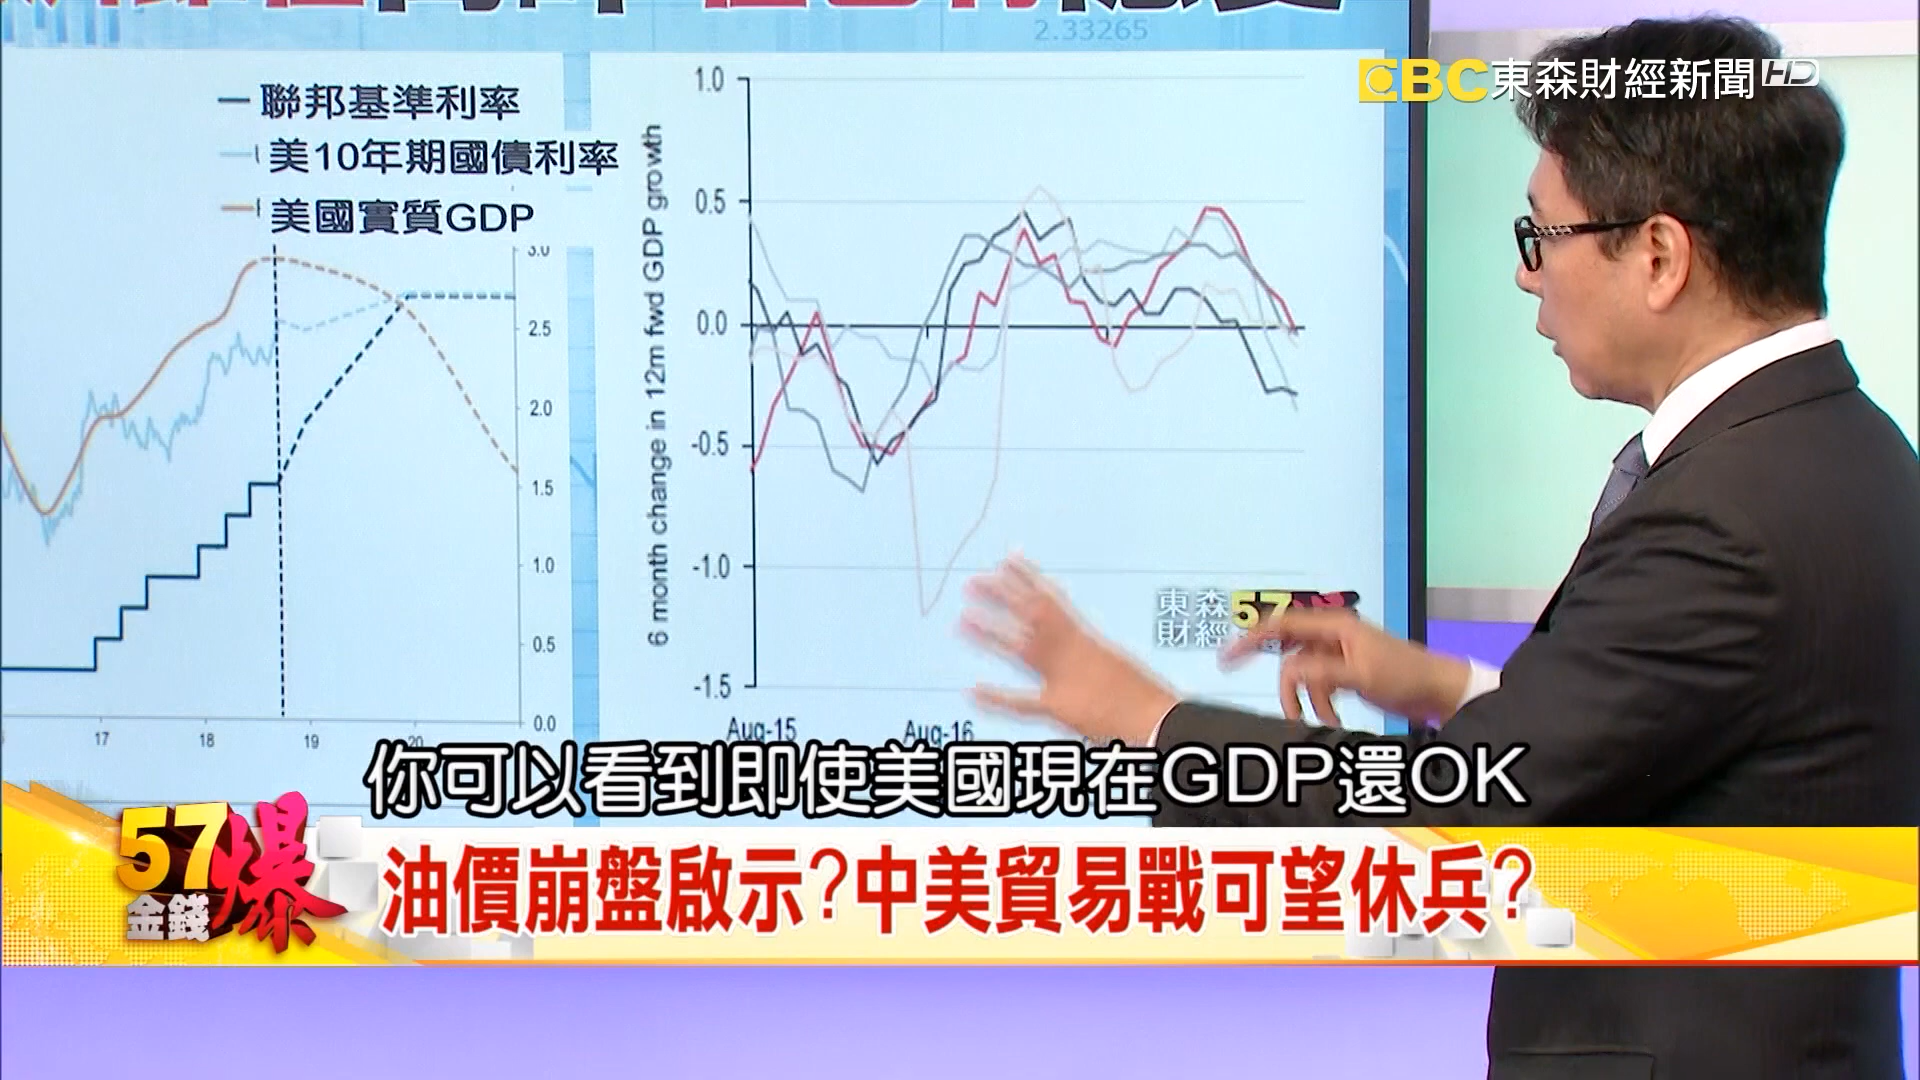 2.33265
EBC東森財經新聞HD
聯邦基準利率
美10年期國債利率
美國實質GDP
3.0
2.5
2.0
1.5
1.0
0.5
0.0
17
18
19
20
6 month change in 12m fwd GDP growth
1.0
0.5
0.0
-0.5
-1.0
-1.5
Aug-15
Aug-16
東森
財經
57
你可以看到即使美國現在GDP還OK
57
金錢
爆
油價崩盤啟示?中美貿易戰可望休兵?